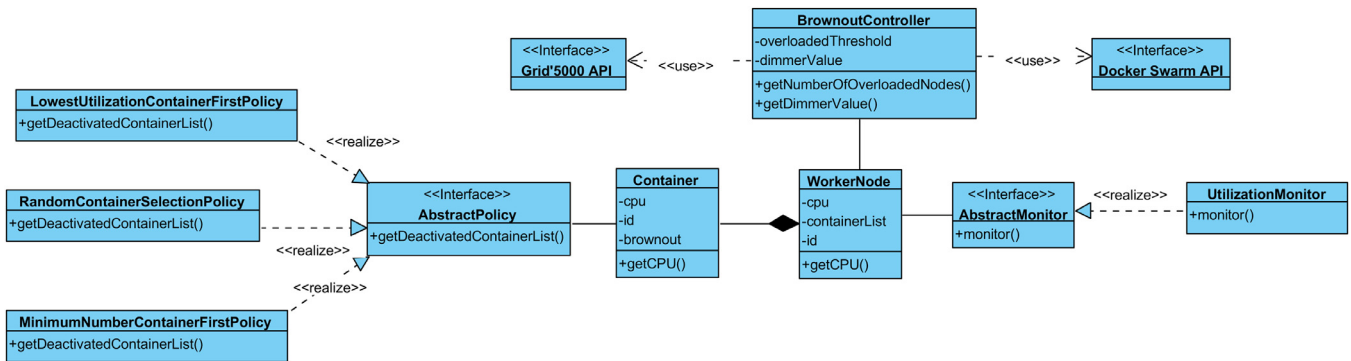 BrownoutController
-overloadedThreshold
-dimmerValue
+getNumberOfOverloadedNodes()
+getDimmerValue()
<<Interface>>
Grid'5000 API
<<use>>
<<use>>
<<Interface>>
Docker Swarm API
LowestUtilizationContainerFirstPolicy
+getDeactivatedContainerList()
<<realize>>
RandomContainerSelectionPolicy
+getDeactivatedContainerList()
<<realize>>
MinimumNumberContainerFirstPolicy
+getDeactivatedContainerList()
<<realize>>
<<Interface>>
AbstractPolicy
+getDeactivatedContainerList()
Container
-cpu
-id
-brownout
+getCPU()
WorkerNode
-cpu
-containerList
-id
+getCPU()
<<Interface>>
AbstractMonitor
+monitor()
<<realize>>
UtilizationMonitor
+monitor()